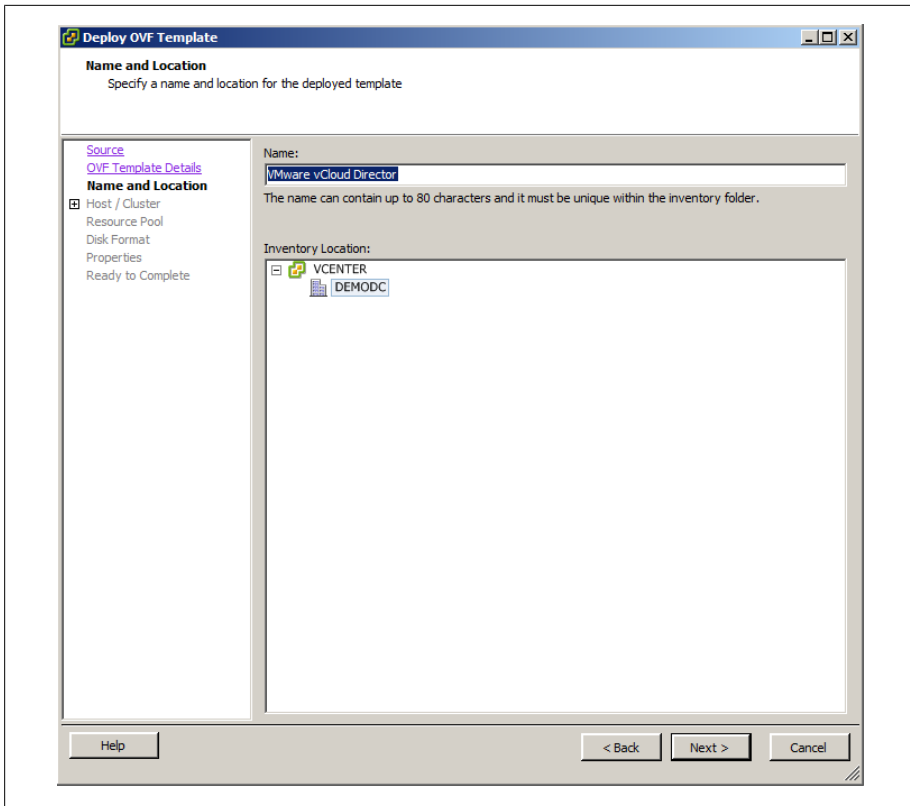 Deploy OVF Template
Name and Location
Specify a name and location for the deployed template
Source
OVF Template Details
Name and Location
Host / Cluster
Resource Pool
Disk Format
Properties
Ready to Complete
Name:
VMware vCloud Director
The name can contain up to 80 characters and it must be unique within the inventory folder.
Inventory Location:
VCENTER
DEMODC
Help
< Back
Next >
Cancel